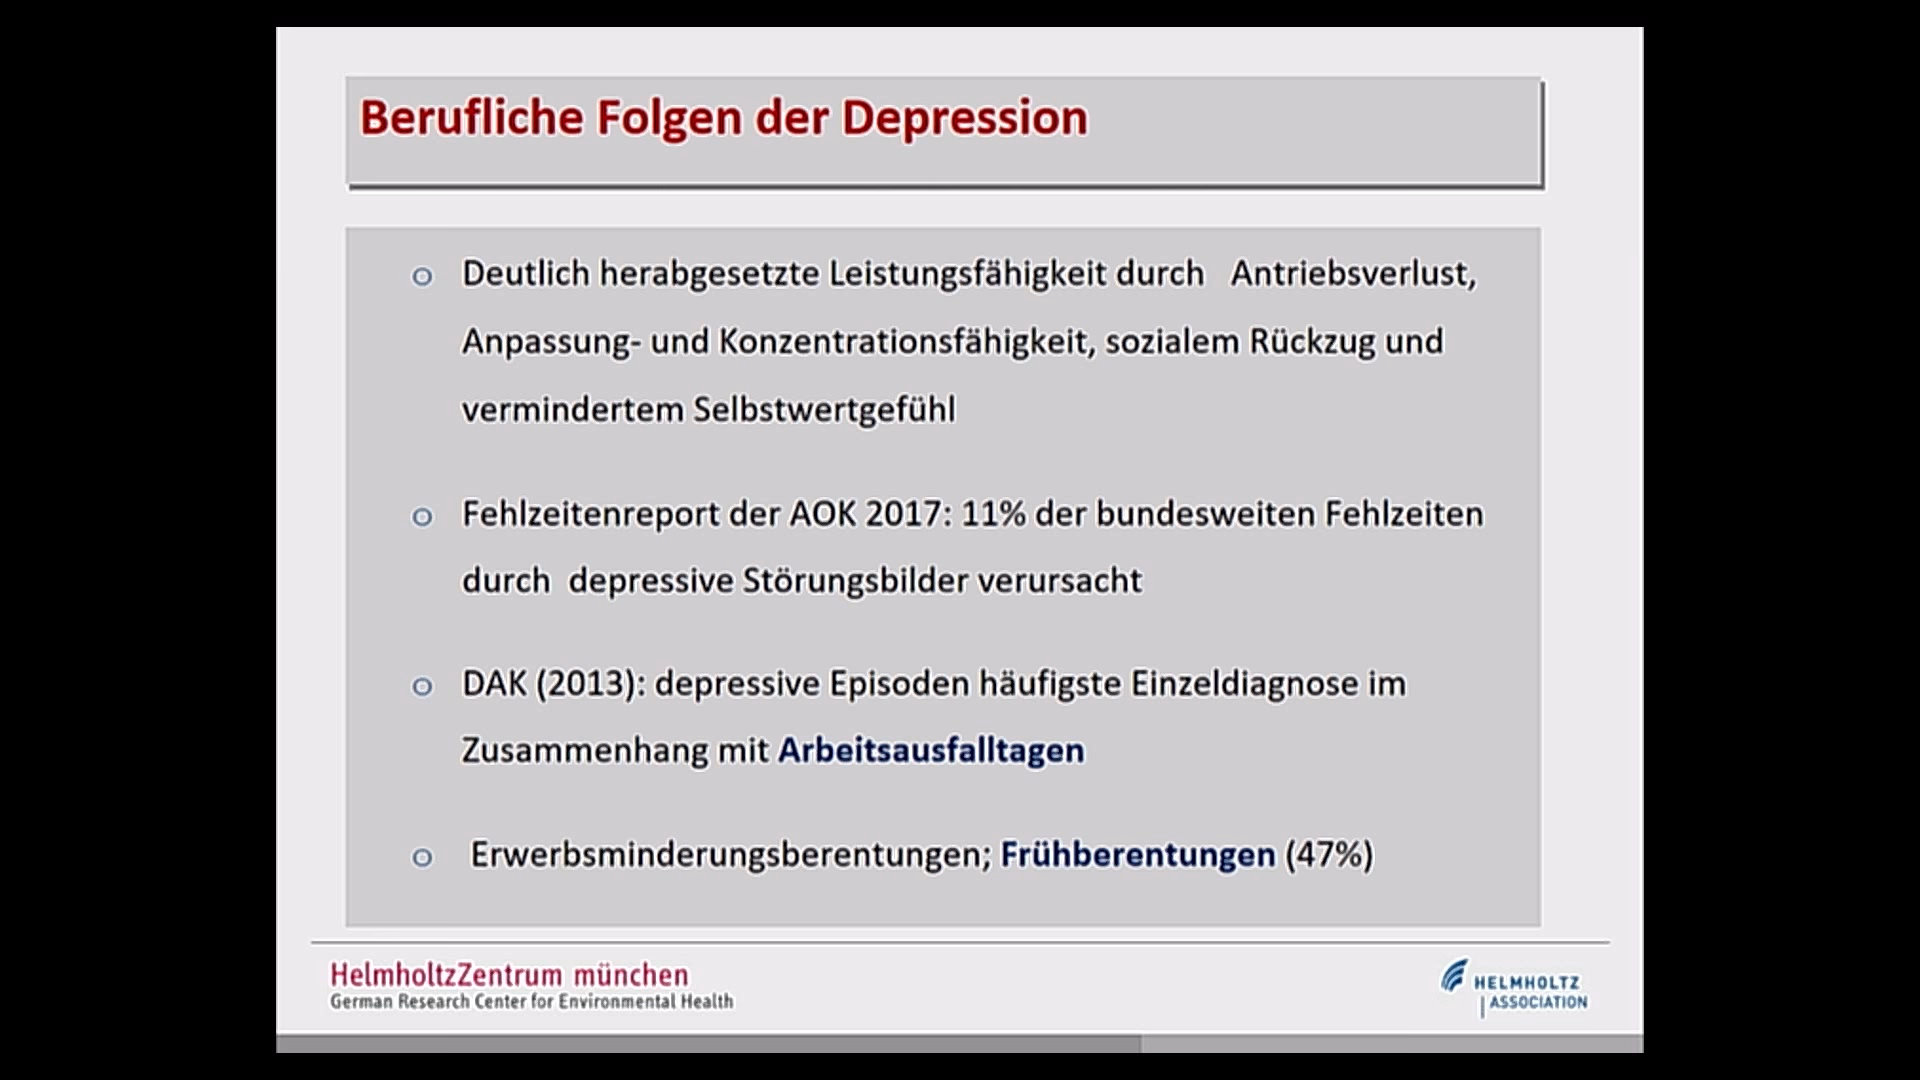 Berufliche Folgen der Depression
o Deutlich herabgesetzte Leistungsfähigkeit durch Antriebsverlust,
Anpassung- und Konzentrationsfähigkeit, sozialem Rückzug und
vermindertem Selbstwertgefühl
o Fehlzeitenreport der AOK 2017: 11% der bundesweiten Fehlzeiten
durch depressive Störungsbilder verursacht
o DAK (2013): depressive Episoden häufigste Einzeldiagnose im
Zusammenhang mit Arbeitsausfalltagen
o Erwerbsminderungsberentungen; Frühberentungen (47%)
HelmholtzZentrum münchen
German Research Center for Environmental Health
HELMHOLTZ
| ASSOCIATION